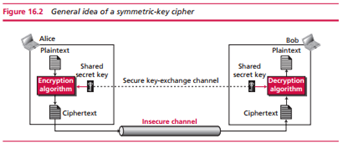 Figure 16.2 General idea of a symmetric-key cipher
Alice
Plaintext
Shared
secret key
Encryption
algorithm
Ciphertext
Secure key-exchange channel
Insecure channel
Bob
Plaintext
Shared
secret key
Decryption
algorithm
Ciphertext